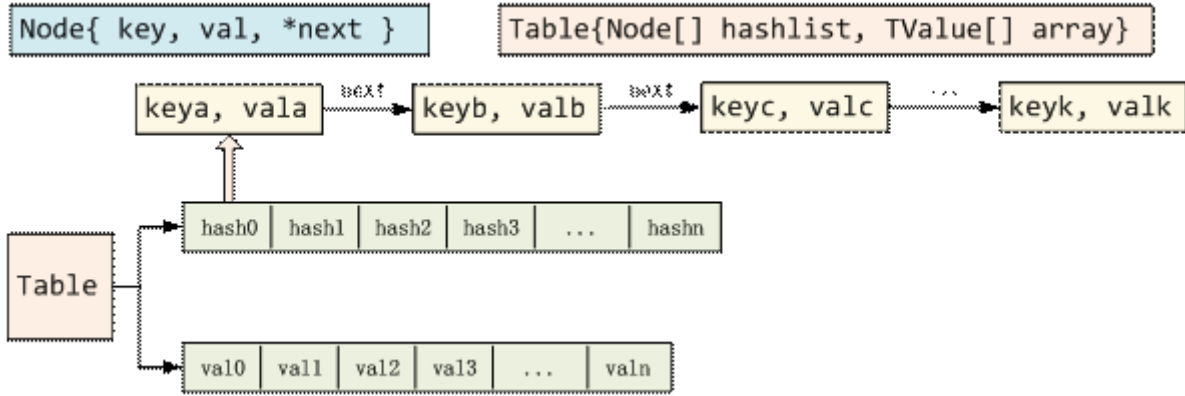 Node{ key, val, *next }
Table{Node[] hashlist, TValue[] array}
keya, vala next keyb, valb next keyc, valc ... keyk, valk
hash0 hash1 hash2 hash3 ... hashn
Table
val0 val1 val2 val3 ... valn